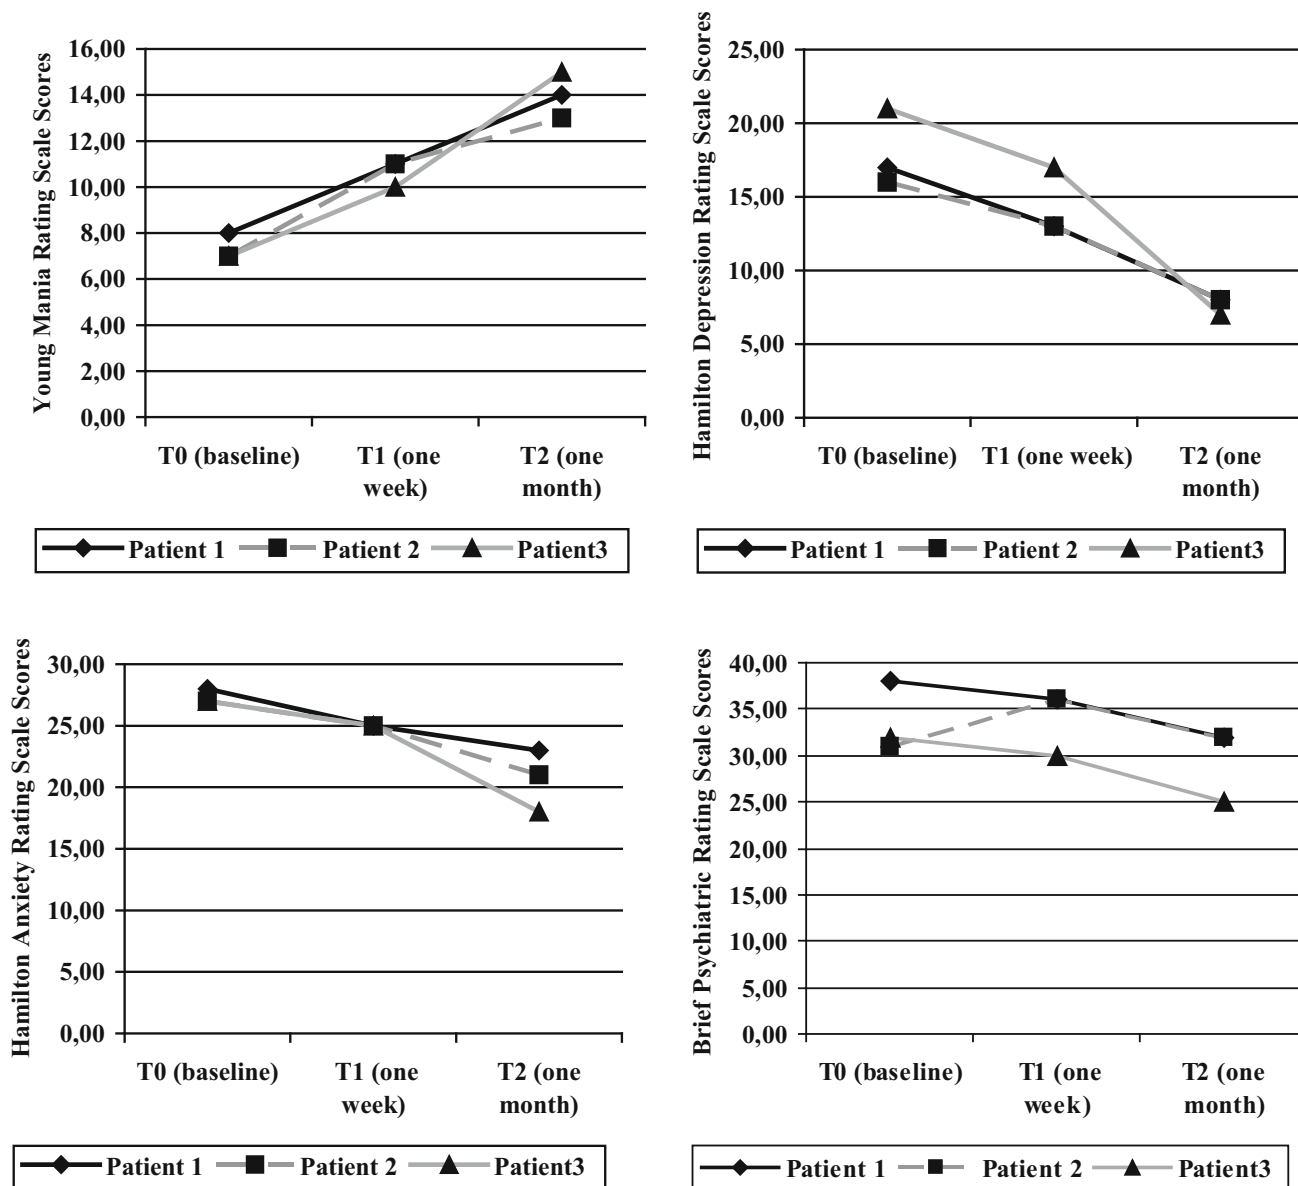 Young Mania Rating Scale Scores
16,00
14,00
12,00
10,00
8,00
6,00
4,00
2,00
0,00
T0 (baseline)
T1 (one
week)
T2 (one
month)
Patient 1
Patient 2
Patient3
Hamilton Depression Rating Scale Scores
25,00
20,00
15,00
10,00
5,00
0,00
T0 (baseline)
T1 (one week)
T2 (one
month)
Patient 1
Patient 2
Patient3
Hamilton Anxiety Rating Scale Scores
30,00
25,00
20,00
15,00
10,00
5,00
0,00
T0 (baseline)
T1 (one
week)
T2 (one
month)
Patient 1
Patient 2
Patient3
Brief Psychiatric Rating Scale Scores
40,00
35,00
30,00
25,00
20,00
15,00
10,00
5,00
0,00
T0 (baseline)
T1 (one
week)
T2 (one
month)
Patient 1
Patient 2
Patient3